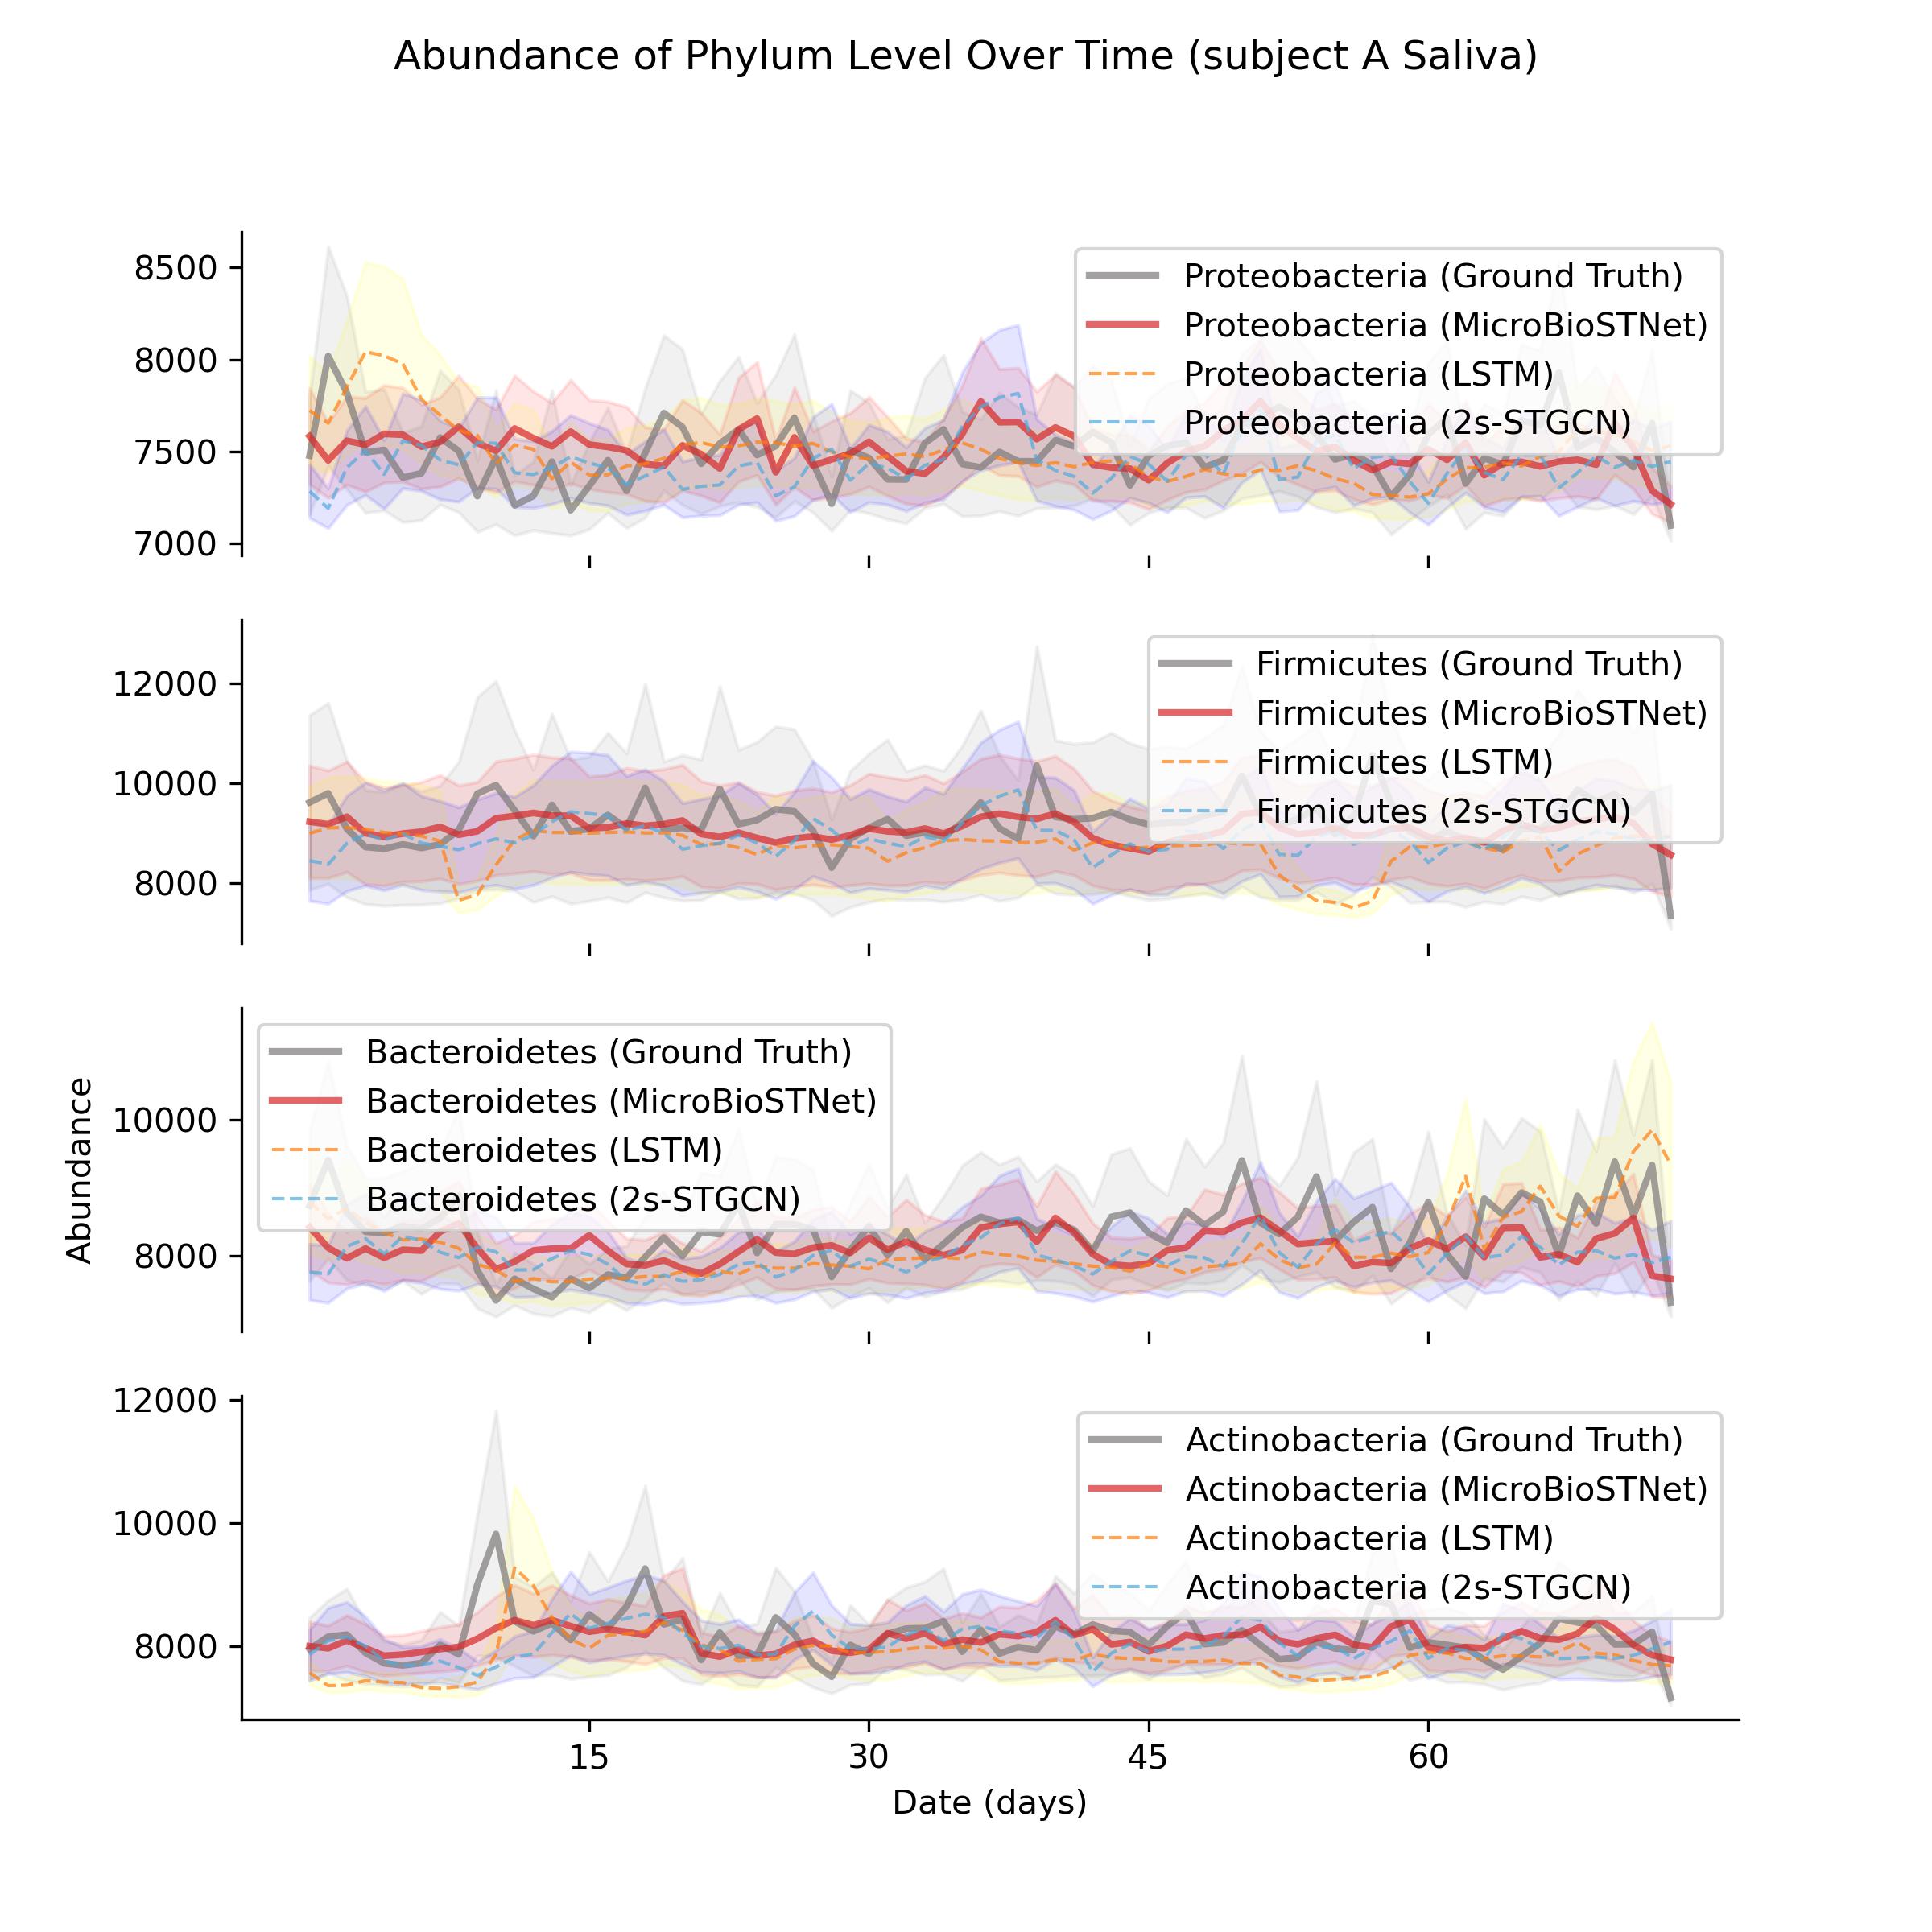 Abundance of Phylum Level Over Time (subject A Saliva)
8500
8000
7500
7000
Proteobacteria (Ground Truth)
Proteobacteria (MicroBioSTNet)
Proteobacteria (LSTM)
Proteobacteria (2s-STGCN)
12000
10000
8000
Firmicutes (Ground Truth)
Firmicutes (MicroBioSTNet)
Firmicutes (LSTM)
Firmicutes (2s-STGCN)
Abundance
10000
8000
Bacteroidetes (Ground Truth)
Bacteroidetes (MicroBioSTNet)
Bacteroidetes (LSTM)
Bacteroidetes (2s-STGCN)
12000
10000
8000
Actinobacteria (Ground Truth)
Actinobacteria (MicroBioSTNet)
Actinobacteria (LSTM)
Actinobacteria (2s-STGCN)
15 30 45 60
Date (days)